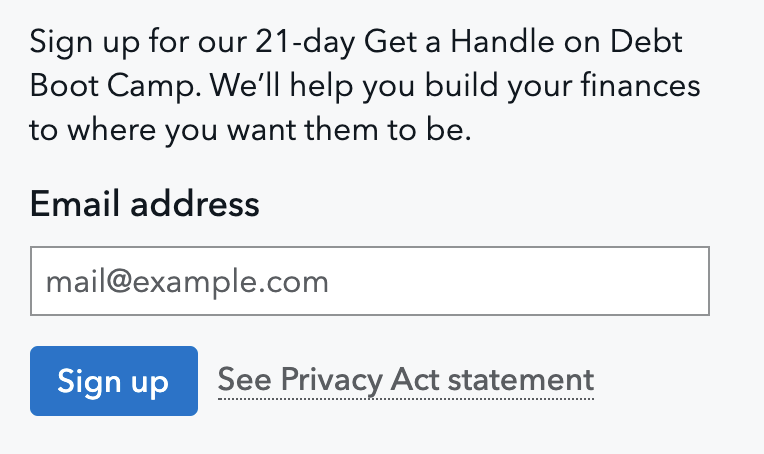 Sign up for our 21-day Get a Handle on Debt
Boot Camp. We’ll help you build your finances
to where you want them to be.
Email address
mail@example.com
Sign up
See Privacy Act statement